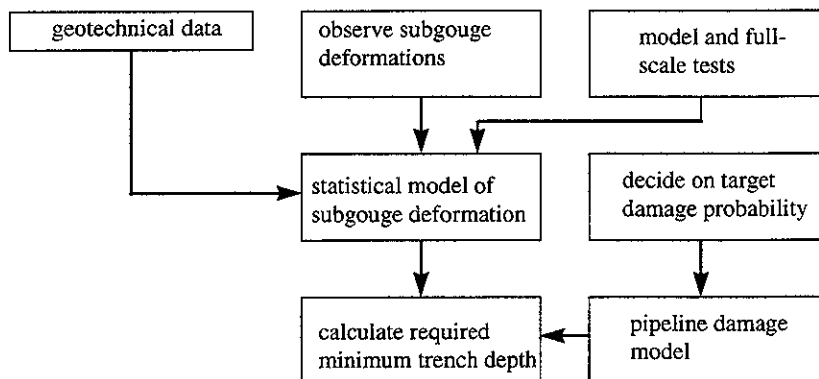 geotechnical data
observe subgouge
deformations
model and full-
scale tests
statistical model of
subgouge deformation
decide on target
damage probability
calculate required
minimum trench depth
pipeline damage
model